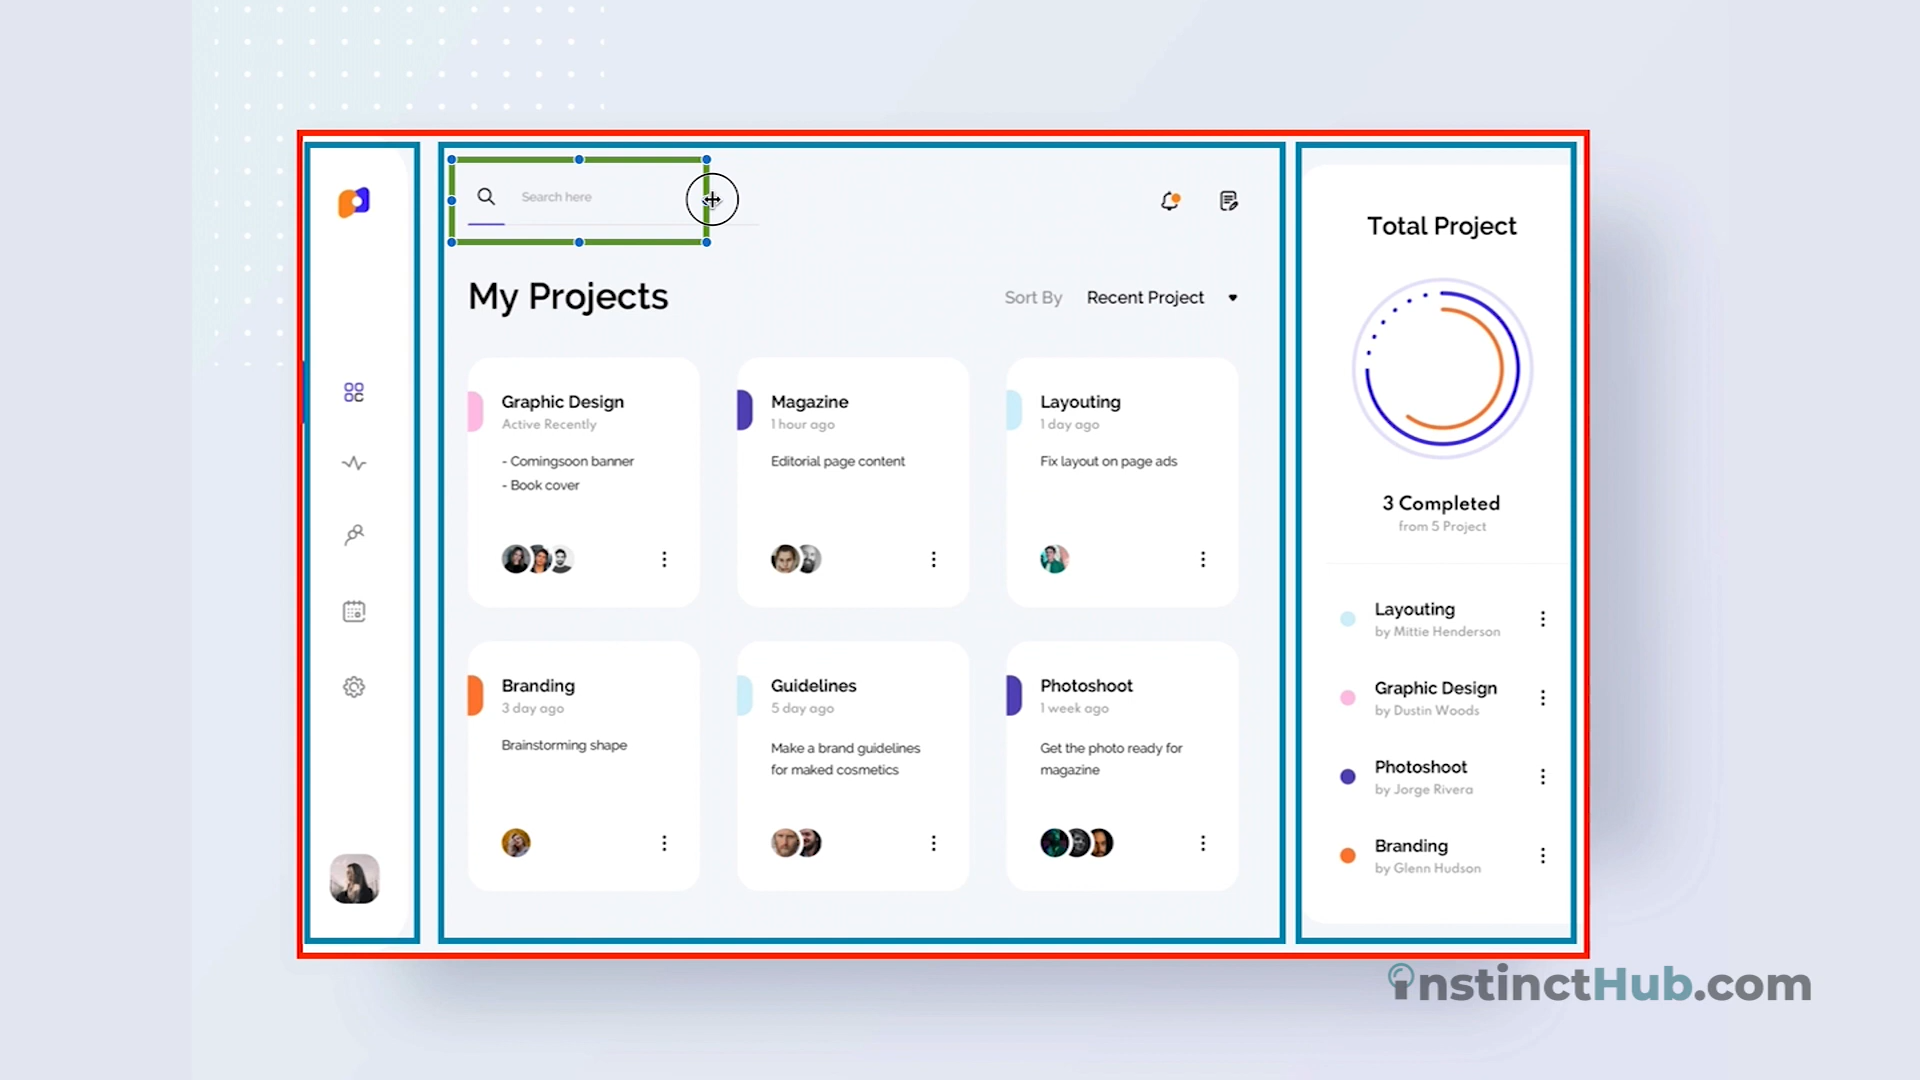 Search here
My Projects
Sort By Recent Project
Graphic Design
Active Recently
- Comingsoon banner
- Book cover
Magazine
1 hour ago
Editorial page content
Layouting
1 day ago
Fix layout on page ads
Branding
3 day ago
Brainstorming shape
Guidelines
5 day ago
Make a brand guidelines
for maked cosmetics
Photoshoot
1 week ago
Get the photo ready for
magazine
Total Project
3 Completed
from 5 Project
Layouting
by Mittie Henderson
Graphic Design
by Dustin Woods
Photoshoot
by Jorge Rivera
Branding
by Glenn Hudson
instinctHub.com